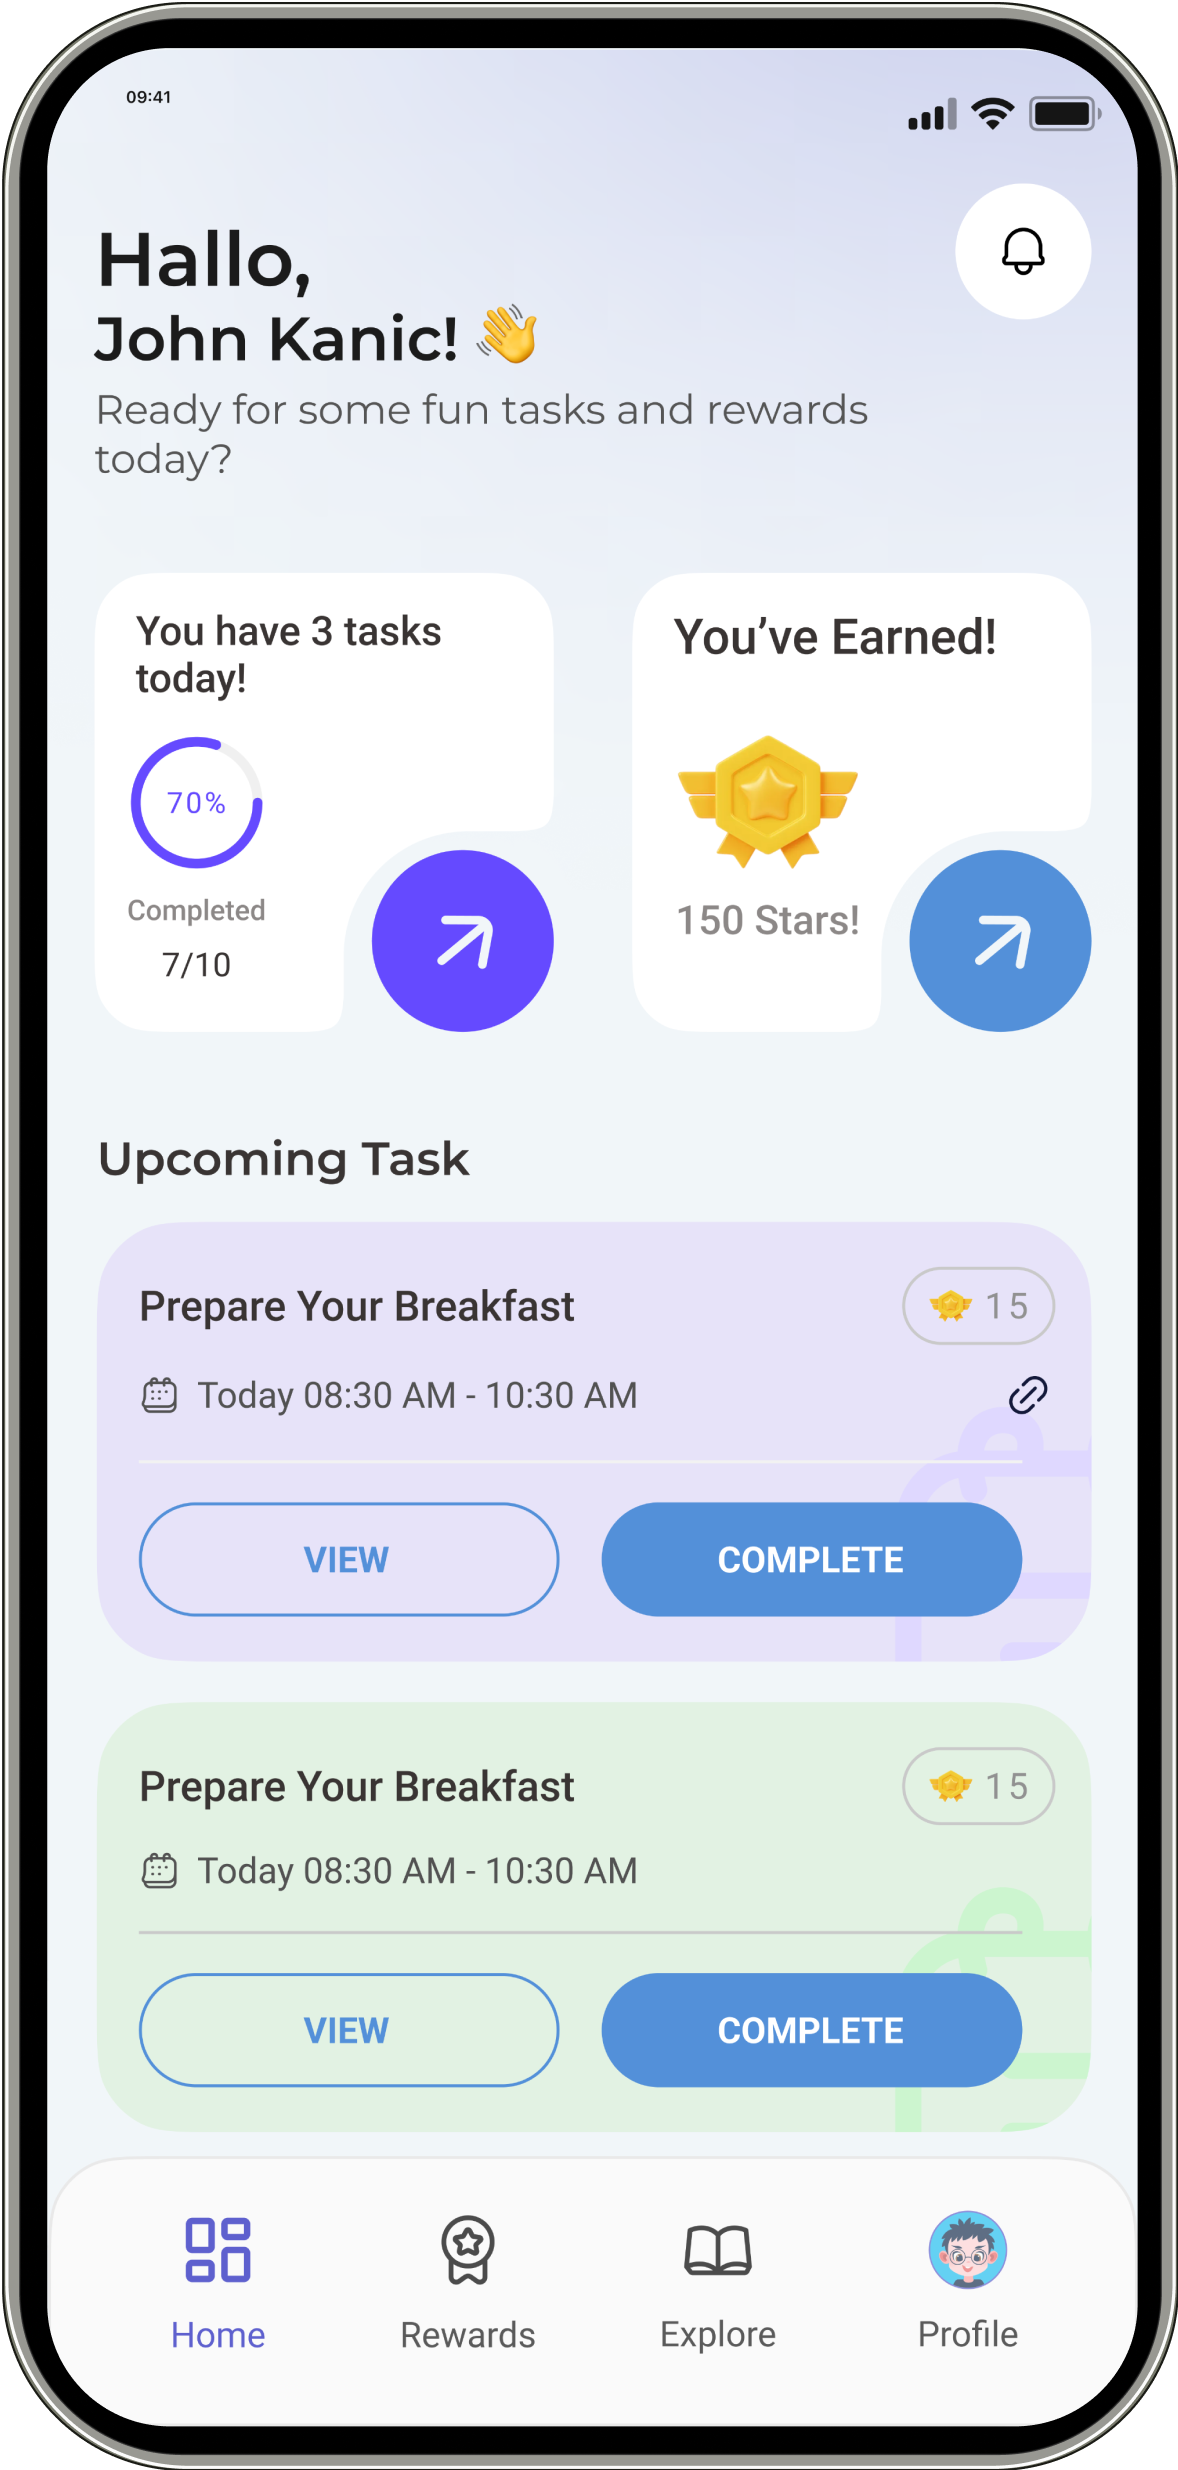 09:41
Hallo,
John Kanic! 👋
Ready for some fun tasks and rewards
today?
You have 3 tasks
today!
70%
Completed
7/10
You’ve Earned!
150 Stars!
Upcoming Task
Prepare Your Breakfast
15
Today 08:30 AM - 10:30 AM
VIEW
COMPLETE
Prepare Your Breakfast
15
Today 08:30 AM - 10:30 AM
VIEW
COMPLETE
Home
Rewards
Explore
Profile